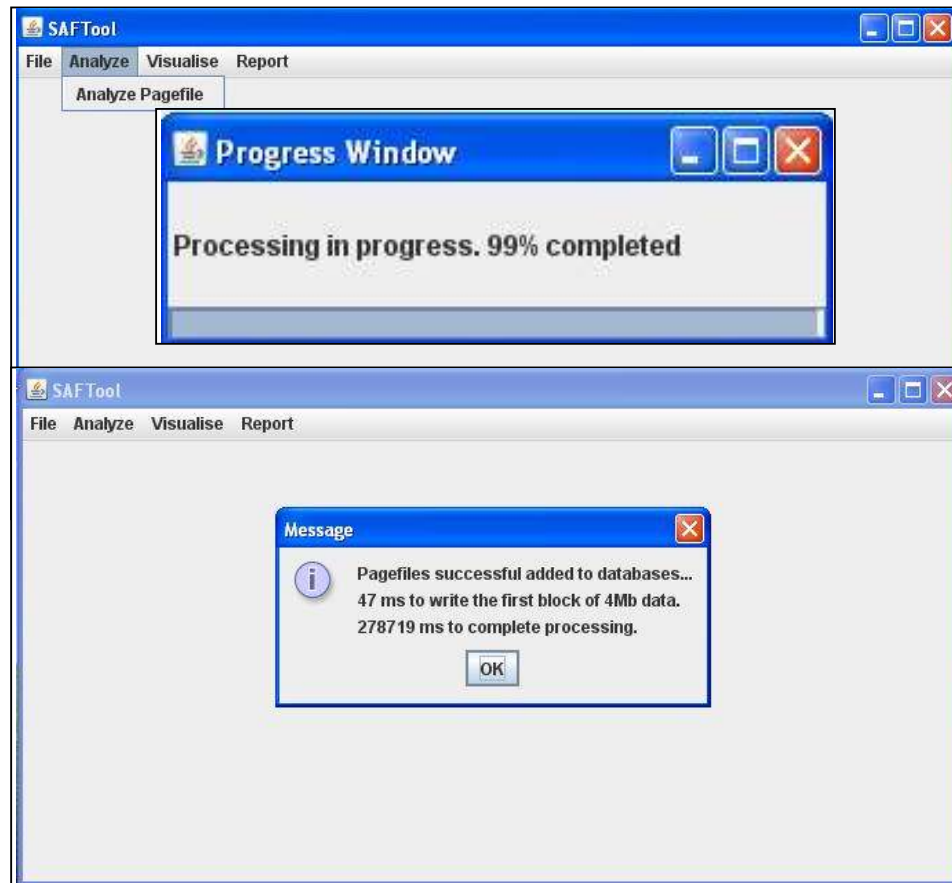 SAFTool
File Analyze Visualise Report
Analyze Pagefile
Progress Window
Processing in progress. 99% completed
SAFTool
File Analyze Visualise Report
Message
Pagefiles successful added to databases...
47 ms to write the first block of 4Mb data.
278719 ms to complete processing.
OK